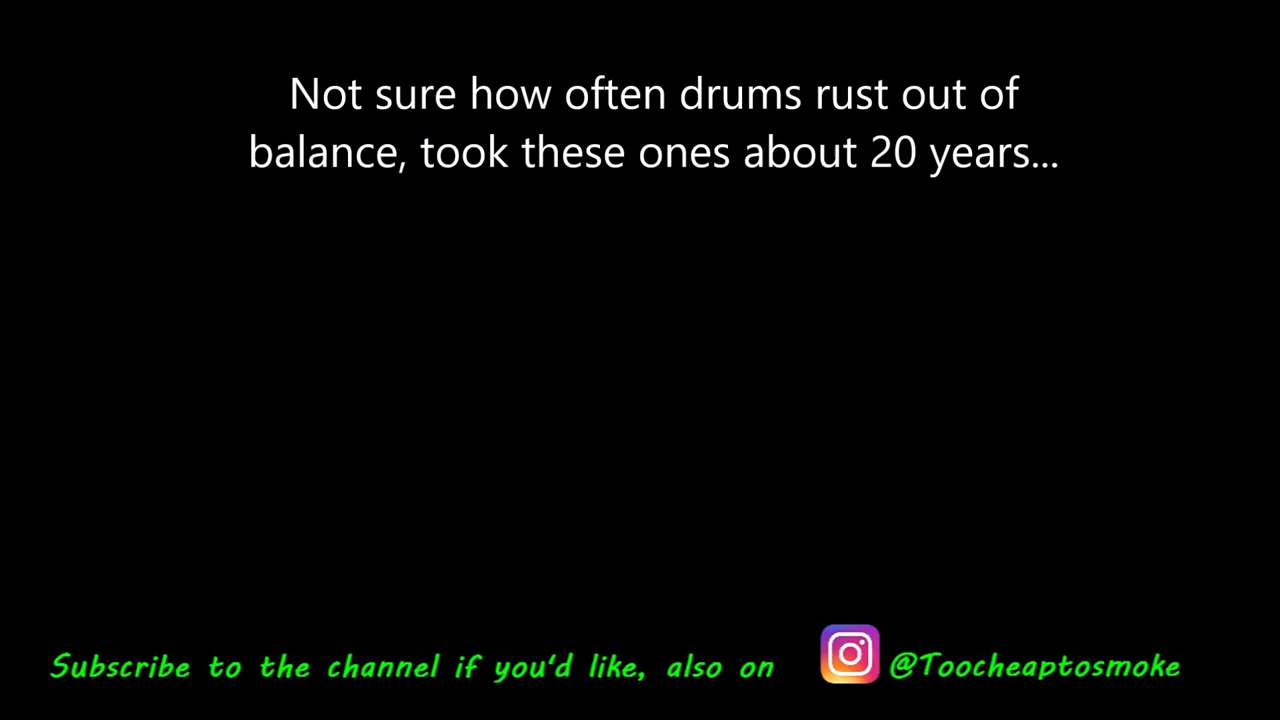 Not sure how often drums rust out of
balance, took these ones about 20 years...
Subscribe to the channel if you'd like, also on @Toocheaptosmoke